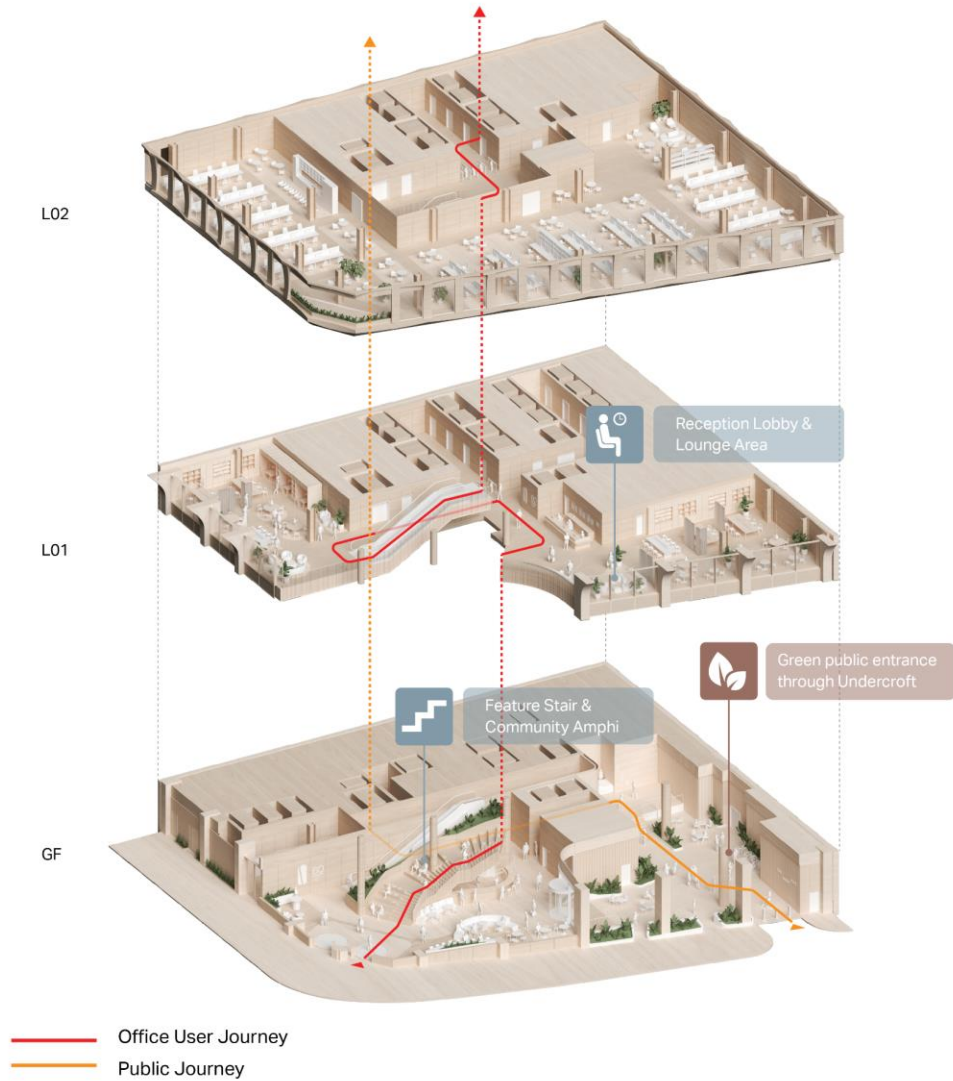 L02
Reception Lobby &
Lounge Area
L01
Green public entrance
through Undercroft
Feature Stair &
Community Amphi
GF
Office User Journey
Public Journey